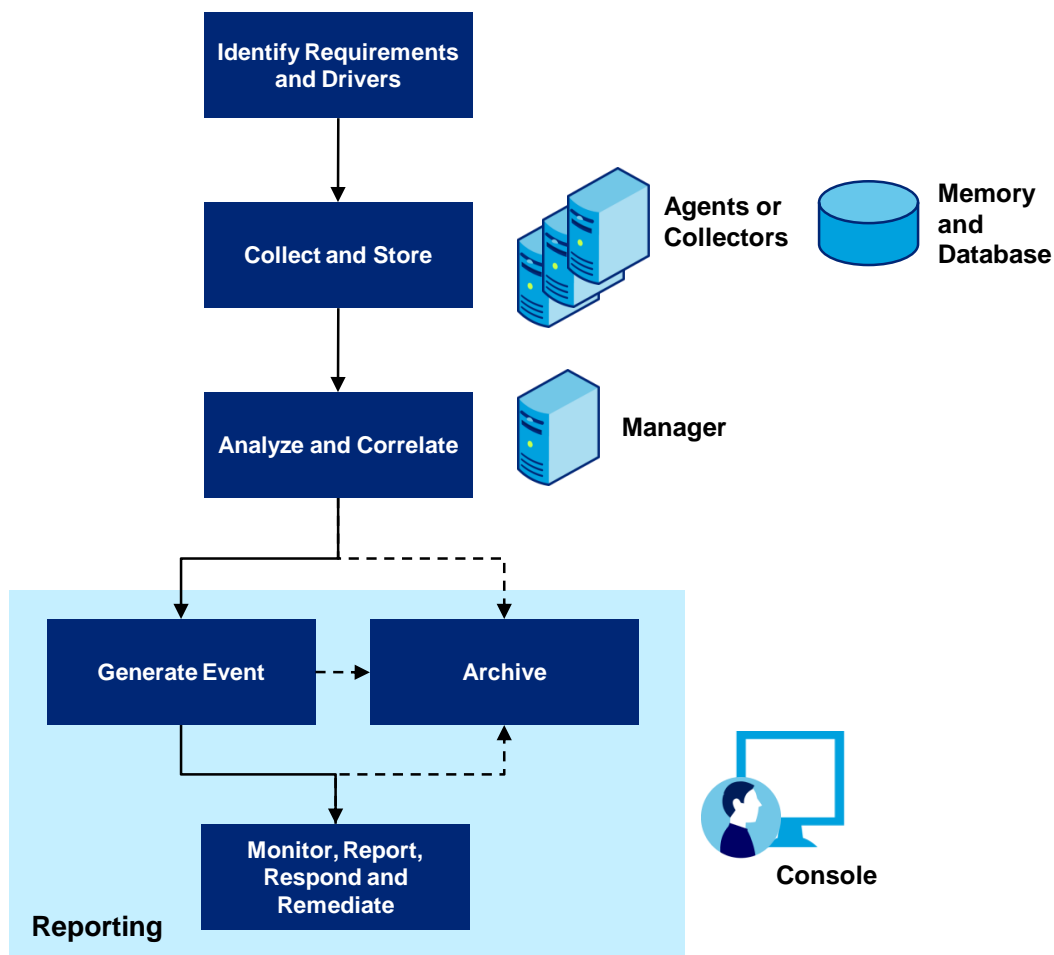 Identify Requirements
and Drivers
Collect and Store
Agents or
Collectors
Memory
and
Database
Analyze and Correlate
Manager
Generate Event
Archive
Monitor, Report,
Respond and
Remediate
Console
Reporting